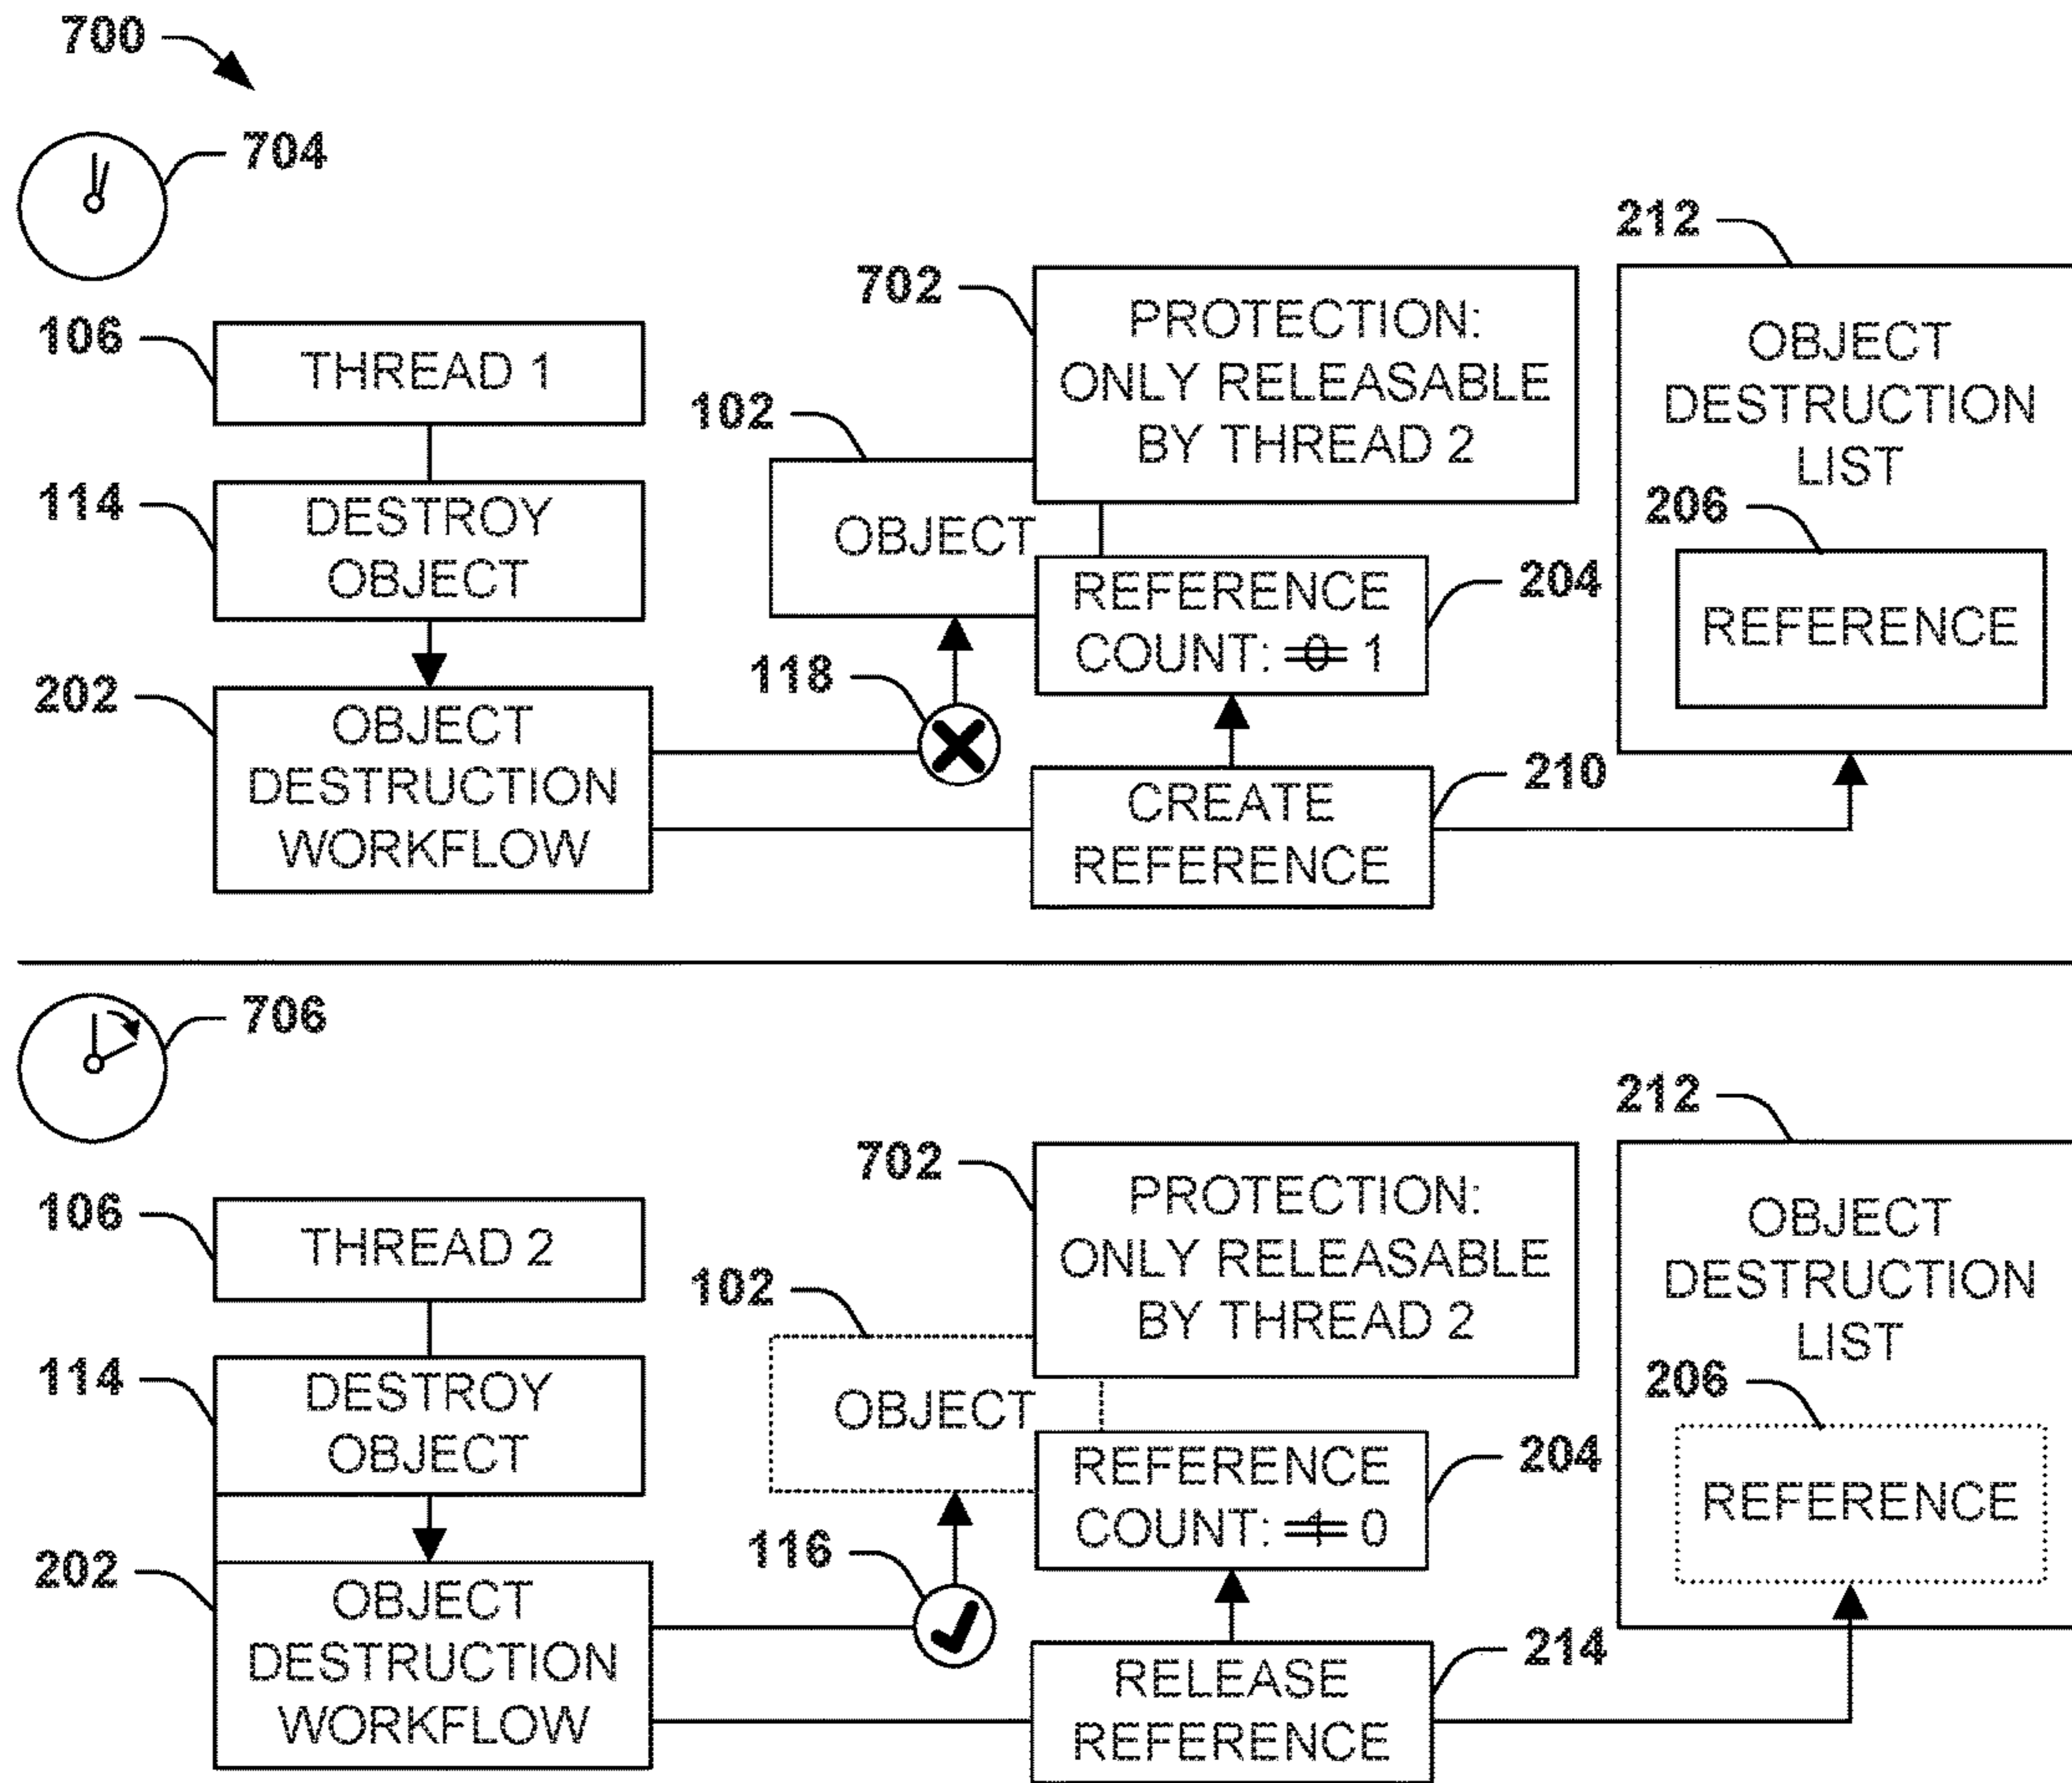 700
704
212
702
PROTECTION:
ONLY RELEASABLE
BY THREAD 2
106
THREAD 1
OBJECT
DESTRUCTION
LIST
102
114
DESTROY
OBJECT
206
OBJECT
REFERENCE
COUNT: 0 1
204
REFERENCE
118
202
OBJECT
DESTRUCTION
WORKFLOW
210
CREATE
REFERENCE
706
212
702
PROTECTION:
ONLY RELEASABLE
BY THREAD 2
106
THREAD 2
OBJECT
DESTRUCTION
LIST
102
114
DESTROY
OBJECT
206
OBJECT
REFERENCE
COUNT: 1 0
204
REFERENCE
116
202
OBJECT
DESTRUCTION
WORKFLOW
214
RELEASE
REFERENCE